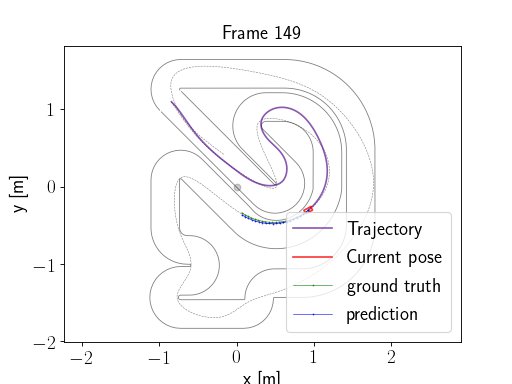 Frame 149
y [m]
1
0
−1
−2
−2 −1 0 1 2
x [m]
Trajectory
Current pose
ground truth
prediction